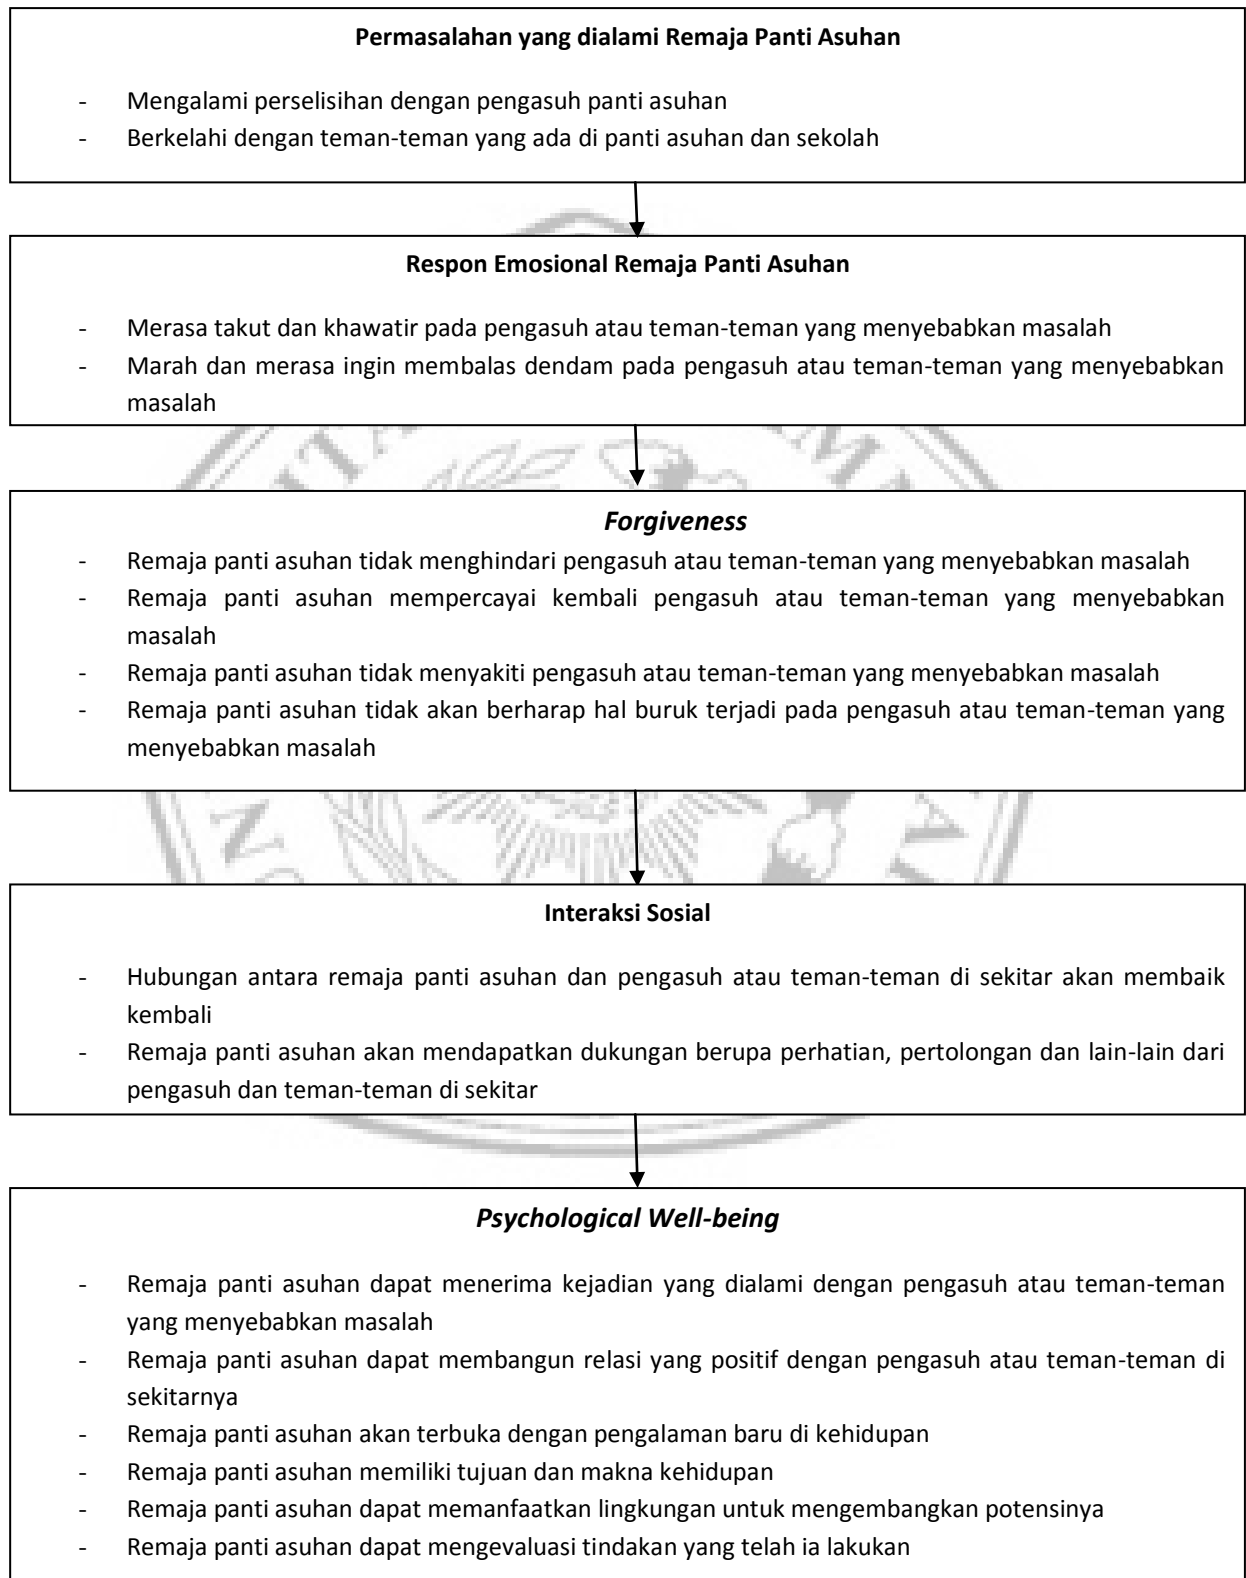 Permasalahan yang dialami Remaja Panti Asuhan
- Mengalami perselisihan dengan pengasuh panti asuhan
- Berkelahi dengan teman-teman yang ada di panti asuhan dan sekolah
Respon Emosional Remaja Panti Asuhan
- Merasa takut dan khawatir pada pengasuh atau teman-teman yang menyebabkan masalah
- Marah dan merasa ingin membalas dendam pada pengasuh atau teman-teman yang menyebabkan
masalah
Forgiveness
- Remaja panti asuhan tidak menghindari pengasuh atau teman-teman yang menyebabkan masalah
- Remaja panti asuhan mempercayai kembali pengasuh atau teman-teman yang menyebabkan
masalah
- Remaja panti asuhan tidak menyakiti pengasuh atau teman-teman yang menyebabkan masalah
- Remaja panti asuhan tidak akan berharap hal buruk terjadi pada pengasuh atau teman-teman yang
menyebabkan masalah
Interaksi Sosial
- Hubungan antara remaja panti asuhan dan pengasuh atau teman-teman di sekitar akan membaik
kembali
- Remaja panti asuhan akan mendapatkan dukungan berupa perhatian, pertolongan dan lain-lain dari
pengasuh dan teman-teman di sekitar
Psychological Well-being
- Remaja panti asuhan dapat menerima kejadian yang dialami dengan pengasuh atau teman-teman
yang menyebabkan masalah
- Remaja panti asuhan dapat membangun relasi yang positif dengan pengasuh atau teman-teman di
sekitarnya
- Remaja panti asuhan akan terbuka dengan pengalaman baru di kehidupan
- Remaja panti asuhan memiliki tujuan dan makna kehidupan
- Remaja panti asuhan dapat memanfaatkan lingkungan untuk mengembangkan potensinya
- Remaja panti asuhan dapat mengevaluasi tindakan yang telah ia lakukan